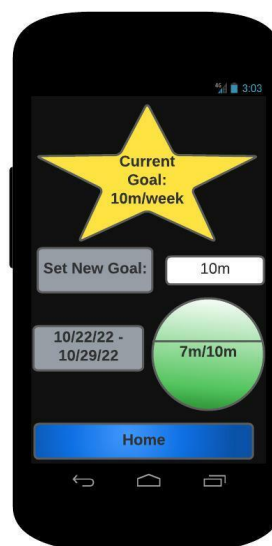 4G 3:03
Current
Goal:
10m/week
Set New Goal:
10m
10/22/22 -
10/29/22
7m/10m
Home